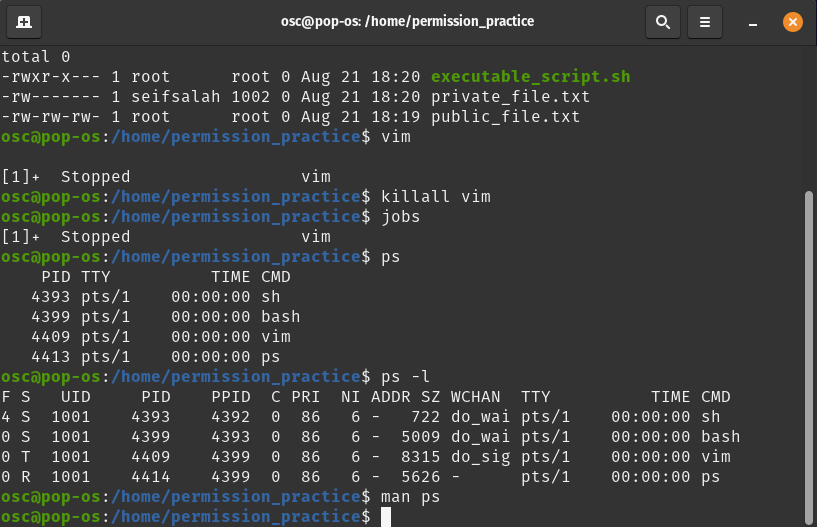 osc@pop-os: /home/permission_practice
total 0
-rwxr-x--- 1 root      root 0 Aug 21 18:20 executable_script.sh
-rw------- 1 seifsalah 1002 0 Aug 21 18:20 private_file.txt
-rw-rw-rw- 1 root      root 0 Aug 21 18:19 public_file.txt
osc@pop-os:/home/permission_practice$ vim
[1]+  Stopped                 vim
osc@pop-os:/home/permission_practice$ killall vim
osc@pop-os:/home/permission_practice$ jobs
[1]+  Stopped                 vim
osc@pop-os:/home/permission_practice$ ps
    PID TTY          TIME CMD
   4393 pts/1    00:00:00 sh
   4399 pts/1    00:00:00 bash
   4409 pts/1    00:00:00 vim
   4413 pts/1    00:00:00 ps
osc@pop-os:/home/permission_practice$ ps -l
F S   UID     PID    PPID  C PRI  NI ADDR SZ WCHAN  TTY          TIME CMD
4 S  1001    4393    4392  0  86   6 -   722 do_wai pts/1    00:00:00 sh
0 S  1001    4399    4393  0  86   6 -  5009 do_wai pts/1    00:00:00 bash
0 T  1001    4409    4399  0  86   6 -  8315 do_sig pts/1    00:00:00 vim
0 R  1001    4414    4399  0  86   6 -  5626 -      pts/1    00:00:00 ps
osc@pop-os:/home/permission_practice$ man ps
osc@pop-os:/home/permission_practice$